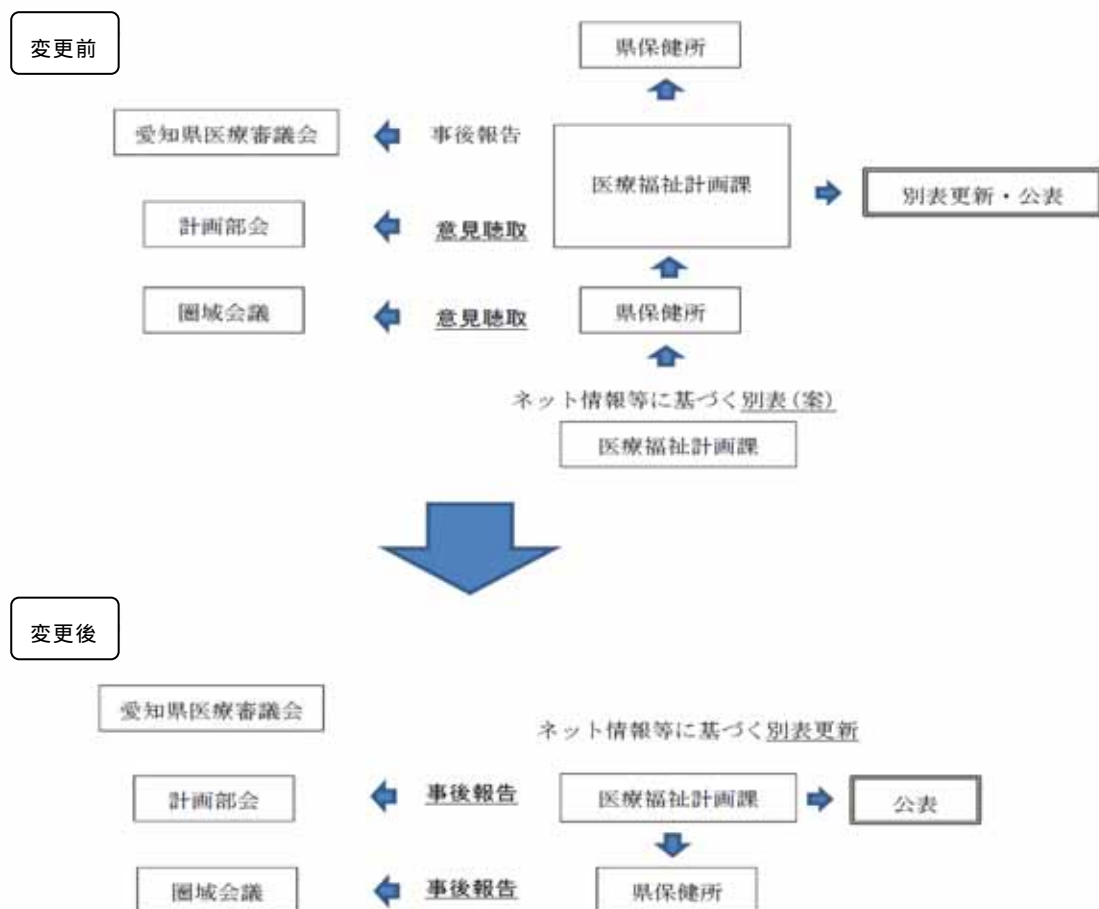 変更前
県保健所
愛知県医療審議会
事後報告
医療福祉計画課
別表更新・公表
計画部会
意見聴取
圏域会議
意見聴取
県保健所
ネット情報等に基づく別表(案)
医療福祉計画課
変更後
愛知県医療審議会
ネット情報等に基づく別表更新
計画部会
事後報告
医療福祉計画課
公表
圏域会議
事後報告
県保健所